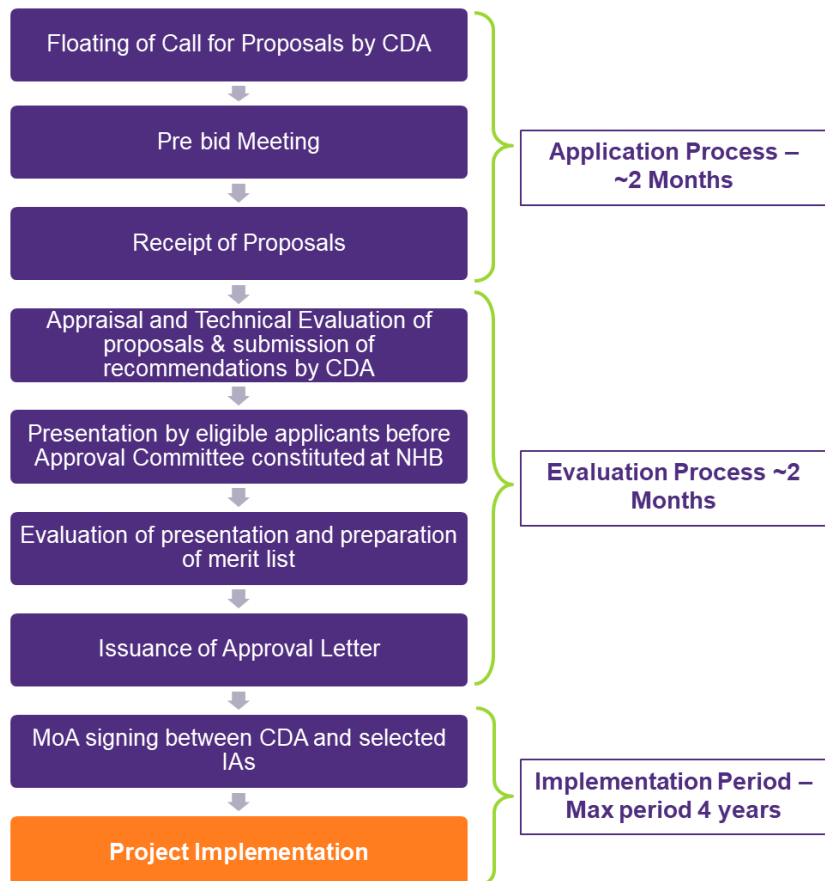 Floating of Call for Proposals by CDA
Pre bid Meeting
Application Process –
~2 Months
Receipt of Proposals
Appraisal and Technical Evaluation of
proposals & submission of
recommendations by CDA
Presentation by eligible applicants before
Approval Committee constituted at NHB
Evaluation Process ~2
Months
Evaluation of presentation and preparation
of merit list
Issuance of Approval Letter
MoA signing between CDA and selected
IAs
Implementation Period –
Max period 4 years
Project Implementation